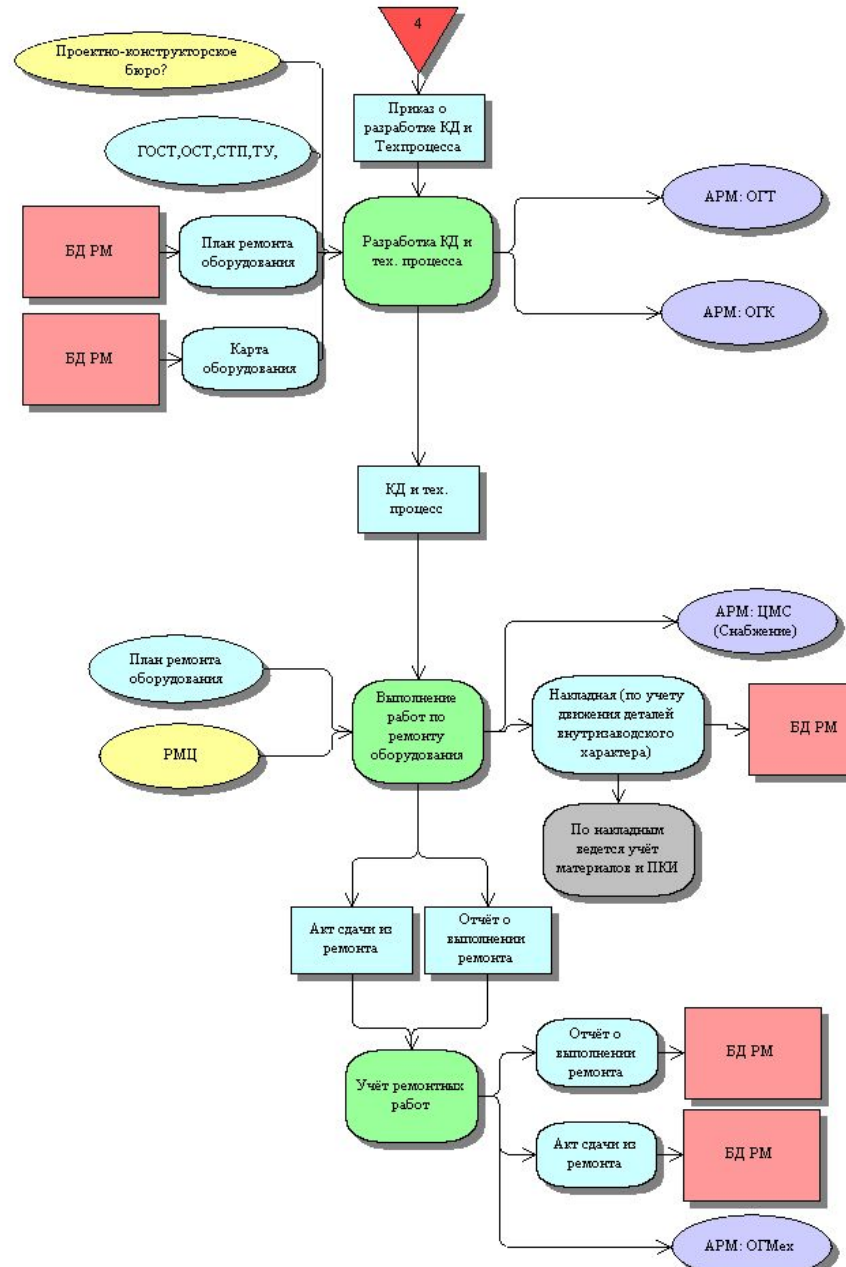 4
Проектно-конструкторское
бюро?
Приказ о
разработке КД и
Техпроцесса
ГОСТ,ОСТ,СТП,ТУ,
АРМ: ОГТ
БД РМ
План ремонта
оборудования
Разработка КД и
тех. процесса
АРМ: ОГК
БД РМ
Карта
оборудования
КД и тех.
процесс
АРМ: ЦМС
(Снабжение)
План ремонта
оборудования
Выполнение
работ по
ремонту
оборудования
Накладная (по учету
движения деталей
внутризаводского
характера)
БД РМ
РМЦ
По накладным
ведется учёт
материалов и ПКИ
Акт сдачи из
ремонта
Отчёт о
выполнении
ремонта
Отчёт о
выполнении
ремонта
БД РМ
Учёт ремонтных
работ
Акт сдачи из
ремонта
БД РМ
АРМ: ОГМех